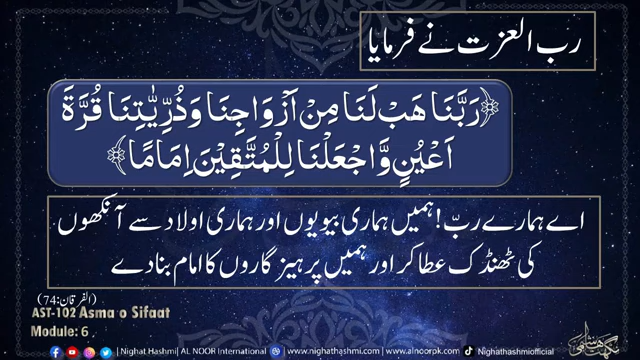 رب العزت نے فرمایا
﴿رَبَّنَا هَبْ لَنَا مِنْ اَزْوَاجِنَا وَذُرِّیّٰتِنَا قُرَّةَ
اَعْیُنٍ وَّاجْعَلْنَا لِلْمُتَّقِیْنَ اِمَامًا﴾
اے ہمارے ربّ! ہمیں ہماری بیویوں اور ہماری اولاد سے آنکھوں
کی ٹھنڈک عطا کر اور ہمیں پرہیز گاروں کا امام بنا دے
(الفرقان:74)
AST-102 Asma o Sifaat
Module: 6
| Nighat Hashmi| AL NOOR International www.nighathashmi.com www.alnoorpk.com | Nighathashmiofficial